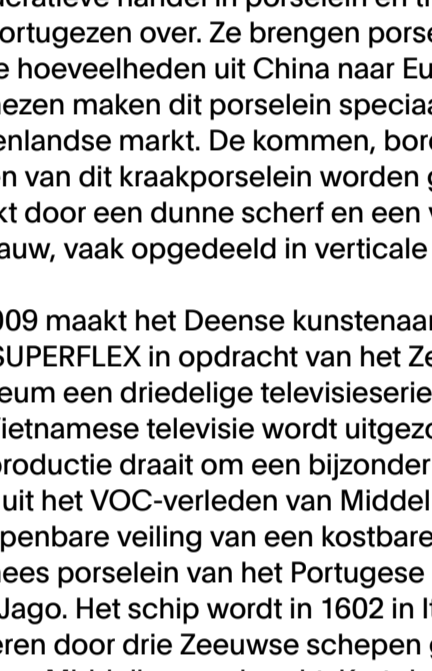 ortugezen over. Ze brengen pors
e hoeveelheden uit China naar Eu
ezen maken dit porselein specia
enlandse markt. De kommen, bor
n van dit kraakporselein worden
kt door een dunne scherf en een
auw, vaak opgedeeld in verticale
009 maakt het Deense kunstenaar
SUPERFLEX in opdracht van het Ze
eum een driedelige televisieserie
ietnamese televisie wordt uitgez
productie draait om een bijzonder
uit het VOC-verleden van Middel
penbare veiling van een kostbare
ees porselein van het Portugese
Jago. Het schip wordt in 1602 in
eren door drie Zeeuwse schepen